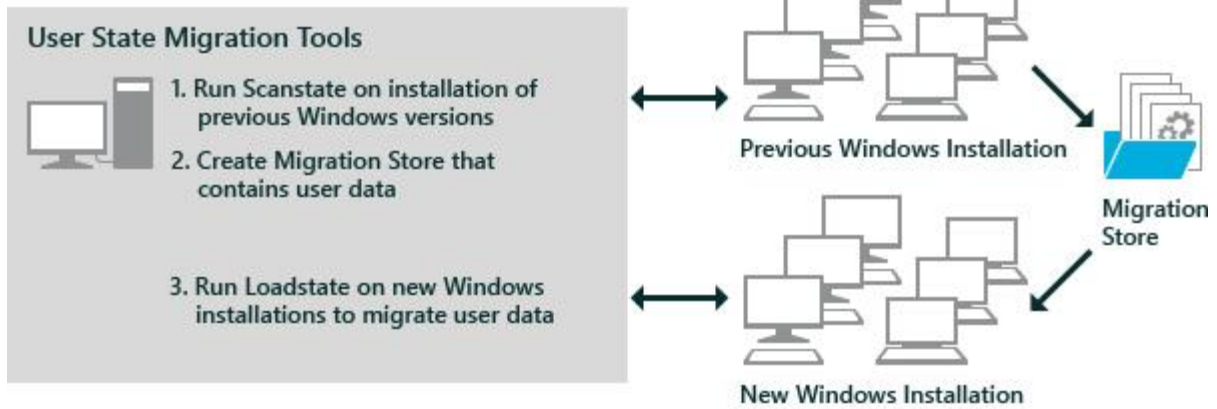 User State Migration Tools
1. Run Scanstate on installation of
previous Windows versions
2. Create Migration Store that
contains user data
3. Run Loadstate on new Windows
installations to migrate user data
Previous Windows Installation
Migration
Store
New Windows Installation